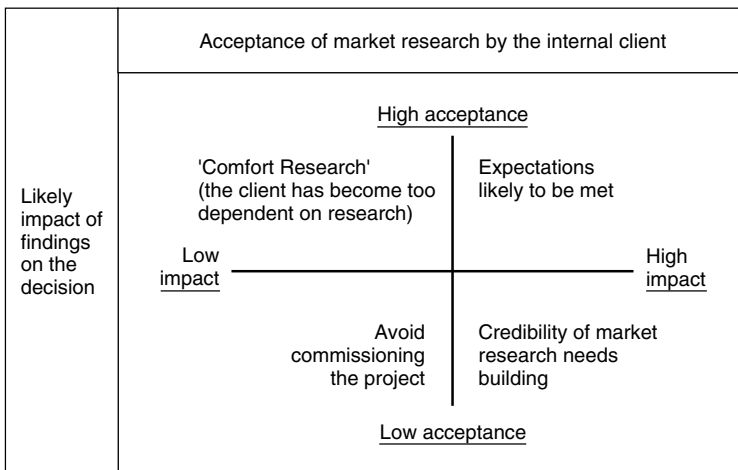 Acceptance of market research by the internal client
Likely
impact of
findings
on the
decision
High acceptance
'Comfort Research'
(the client has become too
dependent on research)
Expectations
likely to be met
Low
impact
High
impact
Avoid
commissioning
the project
Credibility of market
research needs
building
Low acceptance